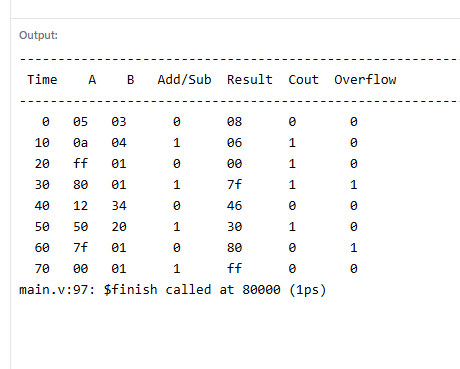 Output:
----------------------------------------------------------
Time A B Add/Sub Result Cout Overflow
----------------------------------------------------------
0 05 03 0 08 0 0
10 0a 04 1 06 1 0
20 ff 01 0 00 1 0
30 80 01 1 7f 1 1
40 12 34 0 46 0 0
50 50 20 1 30 1 0
60 7f 01 0 80 0 1
70 00 01 1 ff 0 0
main.v:97: $finish called at 80000 (1ps)